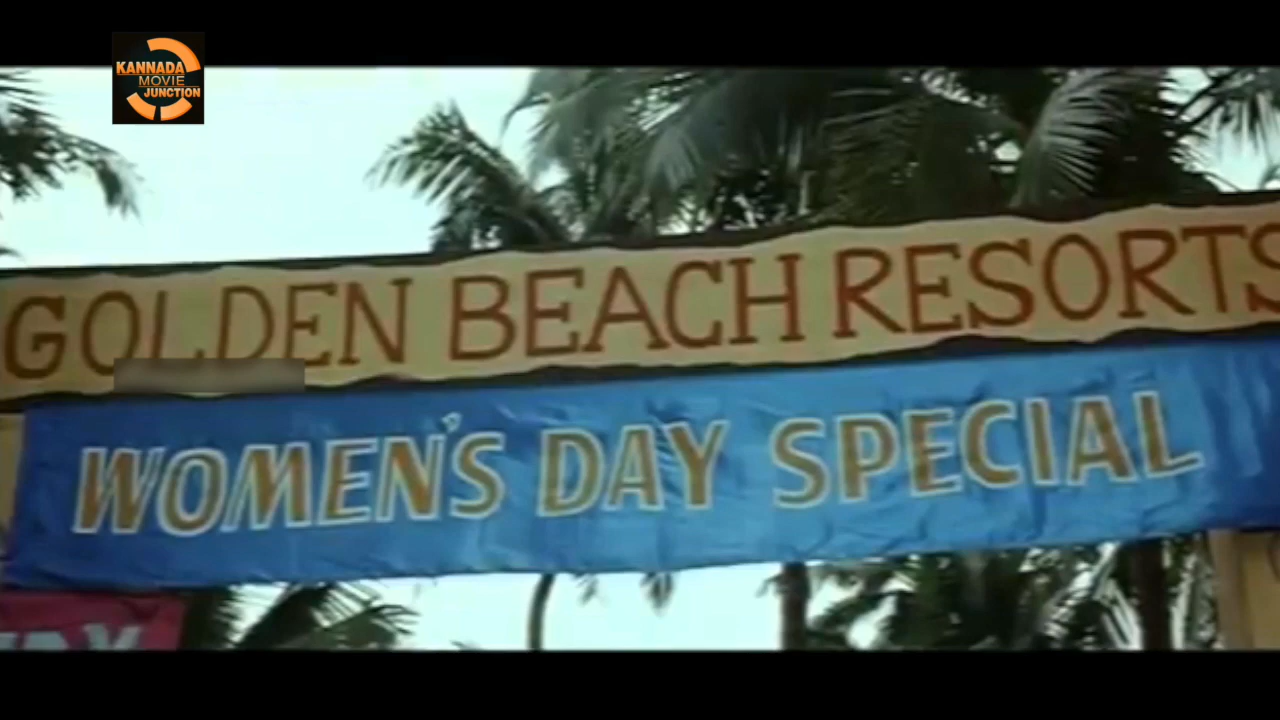 KANNADA
MOVIE
JUNCTION
GOLDEN BEACH RESORTS
WOMEN'S DAY SPECIAL